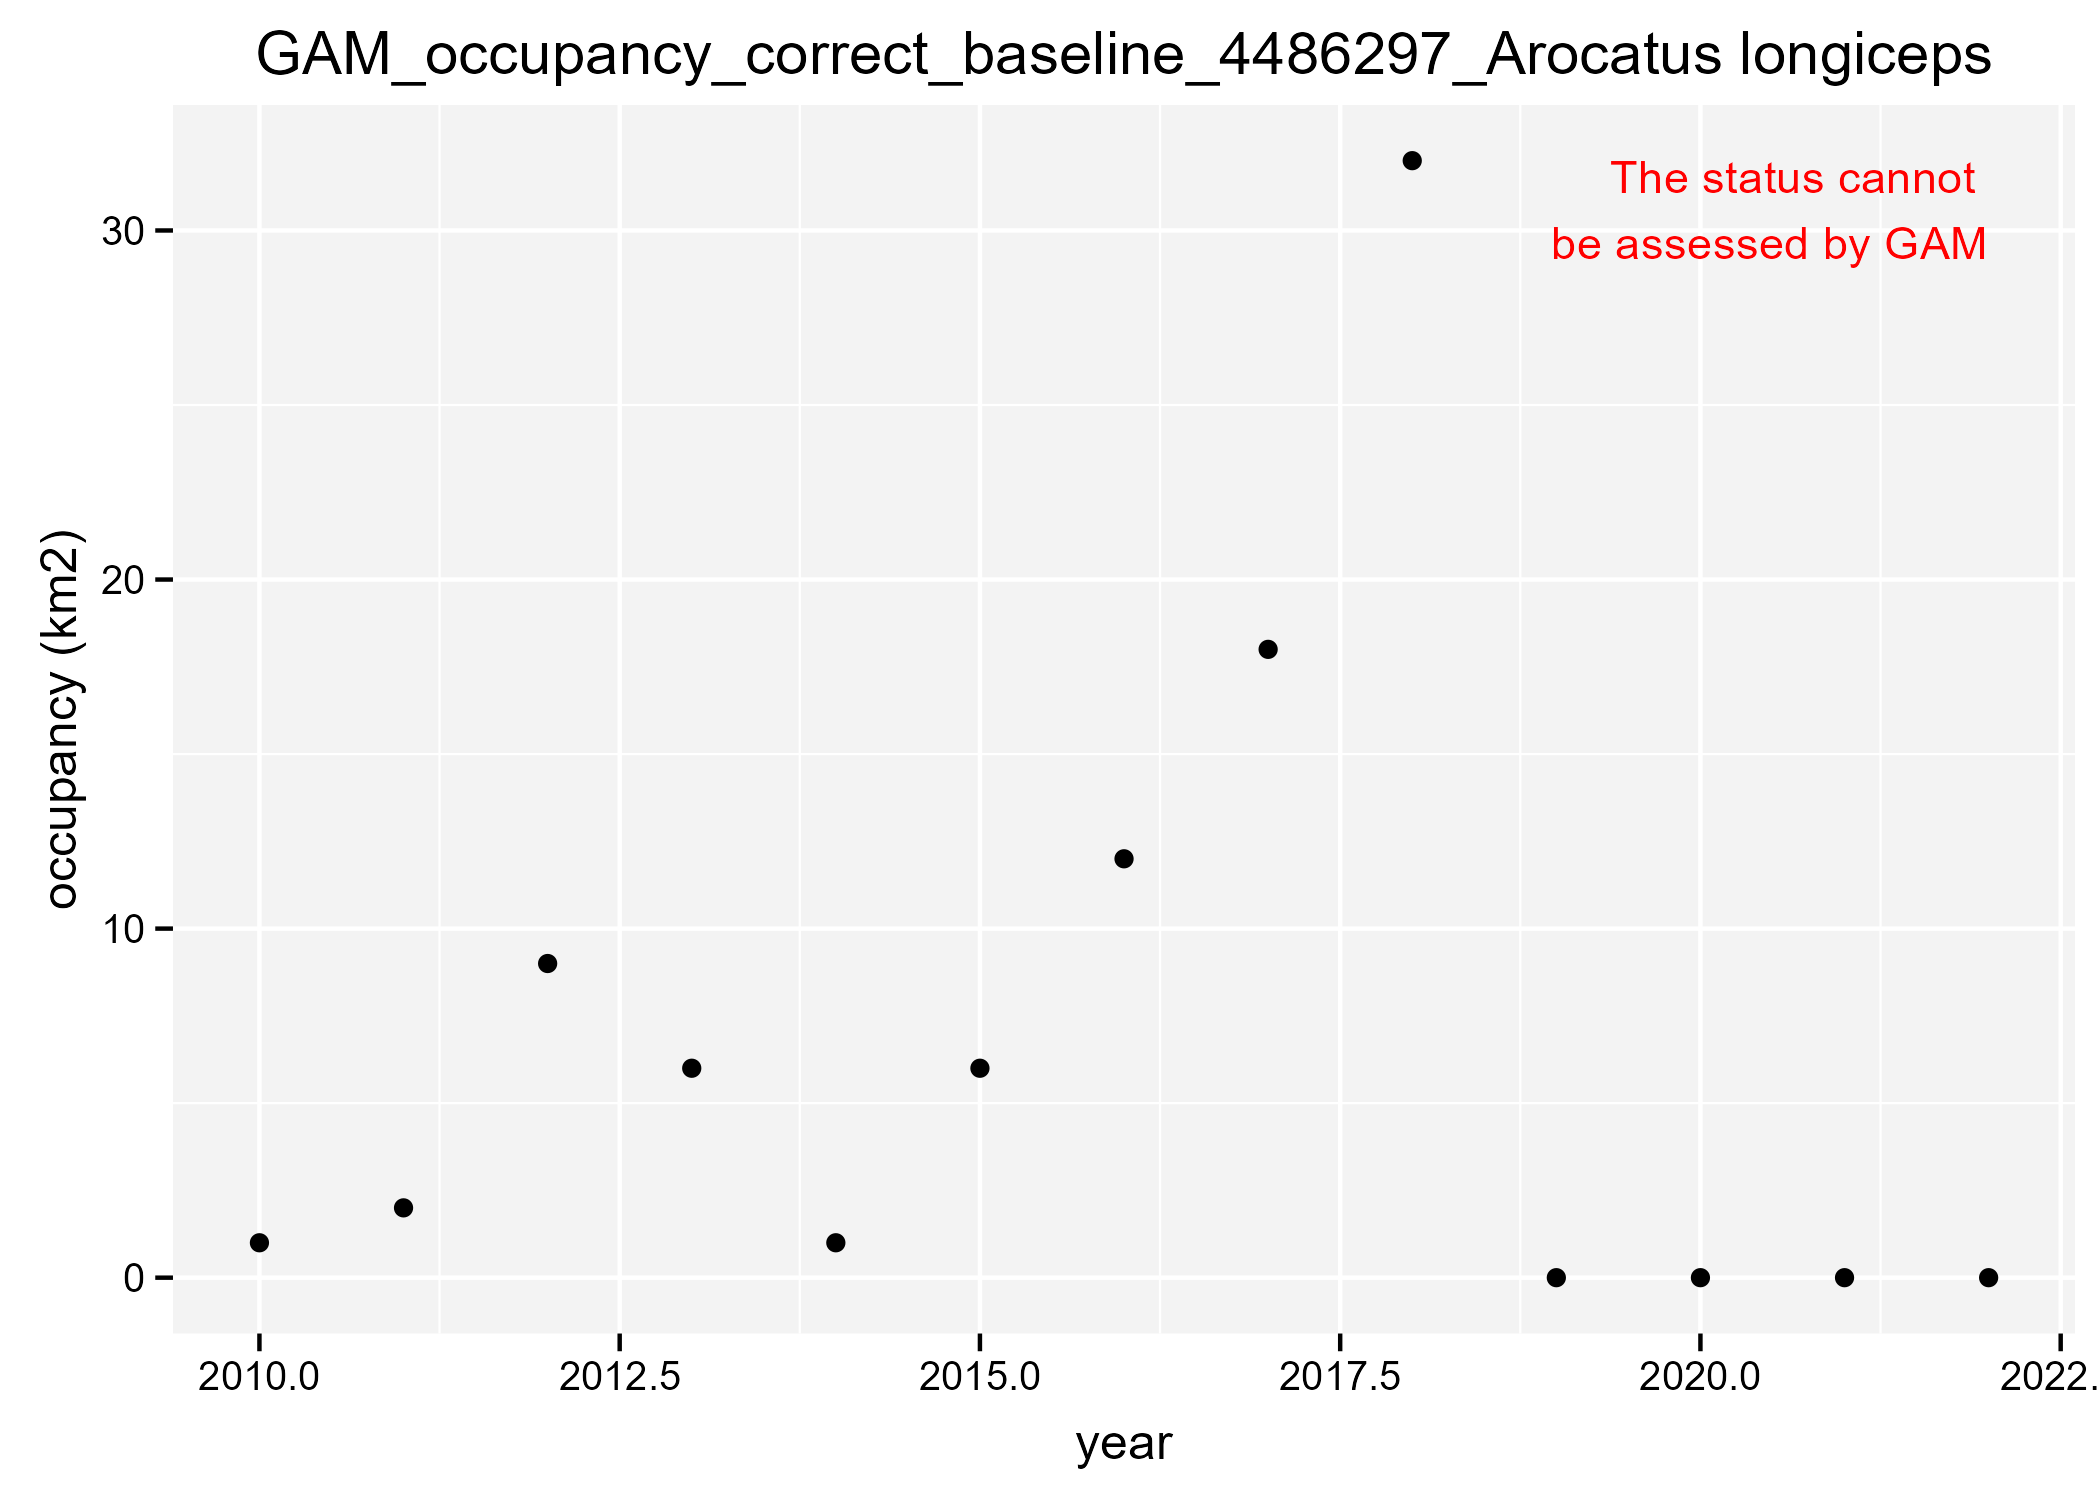 GAM_occupancy_correct_baseline_4486297_Arocatus longiceps
The status cannot
be assessed by GAM
occupancy (km2)
30
20
10
0
2010.0 2012.5 2015.0 2017.5 2020.0 2022.
year